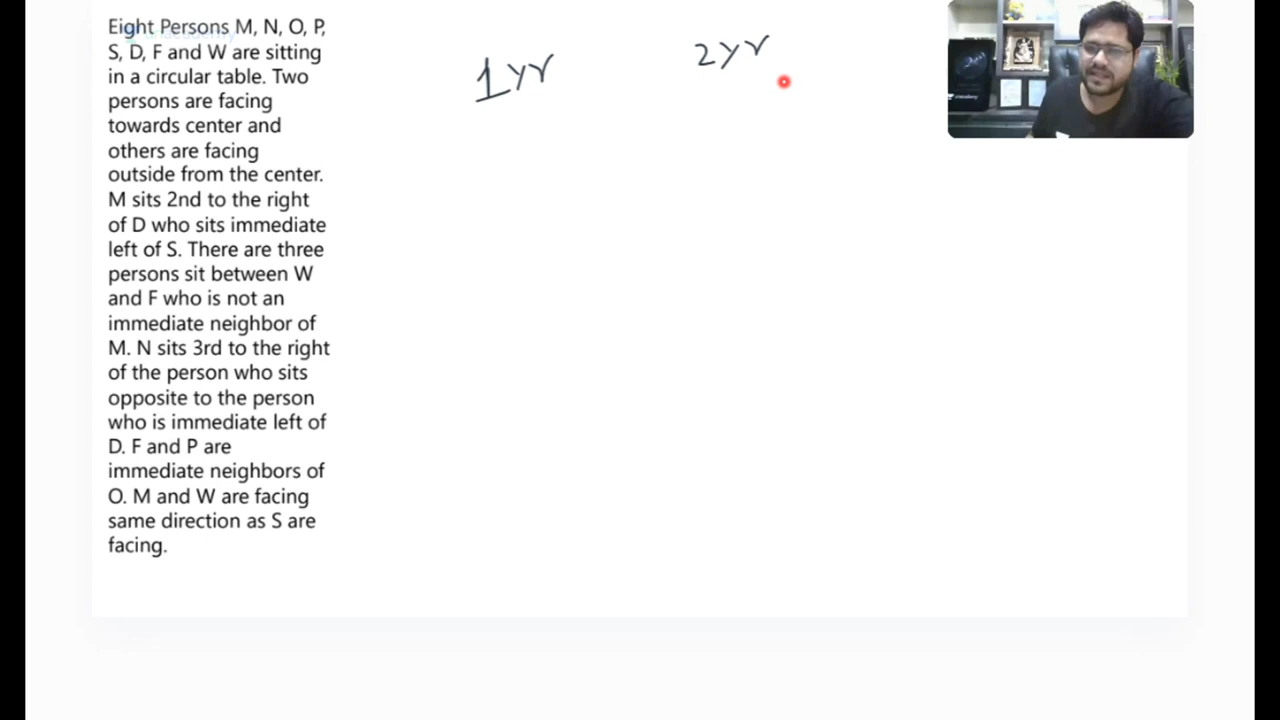 Eight Persons M, N, O, P,
S, D, F and W are sitting
in a circular table. Two
persons are facing
towards center and
others are facing
outside from the center.
M sits 2nd to the right
of D who sits immediate
left of S. There are three
persons sit between W
and F who is not an
immediate neighbor of
M. N sits 3rd to the right
of the person who sits
opposite to the person
who is immediate left of
D. F and P are
immediate neighbors of
O. M and W are facing
same direction as S are
facing.
1yr
2yr